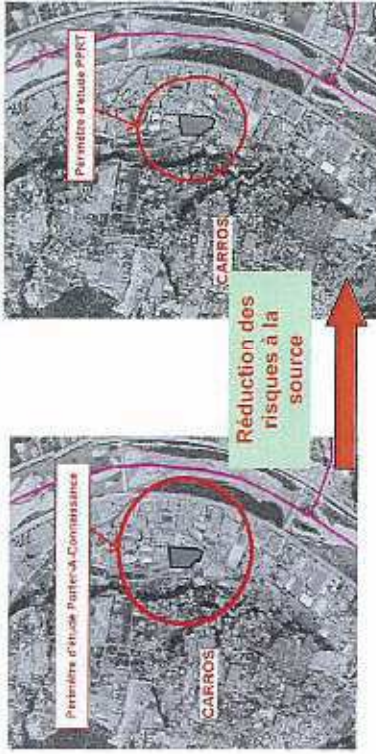 Périmètre d'étude Porter-A-Connaissance
CARROS
Réduction des
risques à la
source
Périmètre d'étude PPRT
CARROS